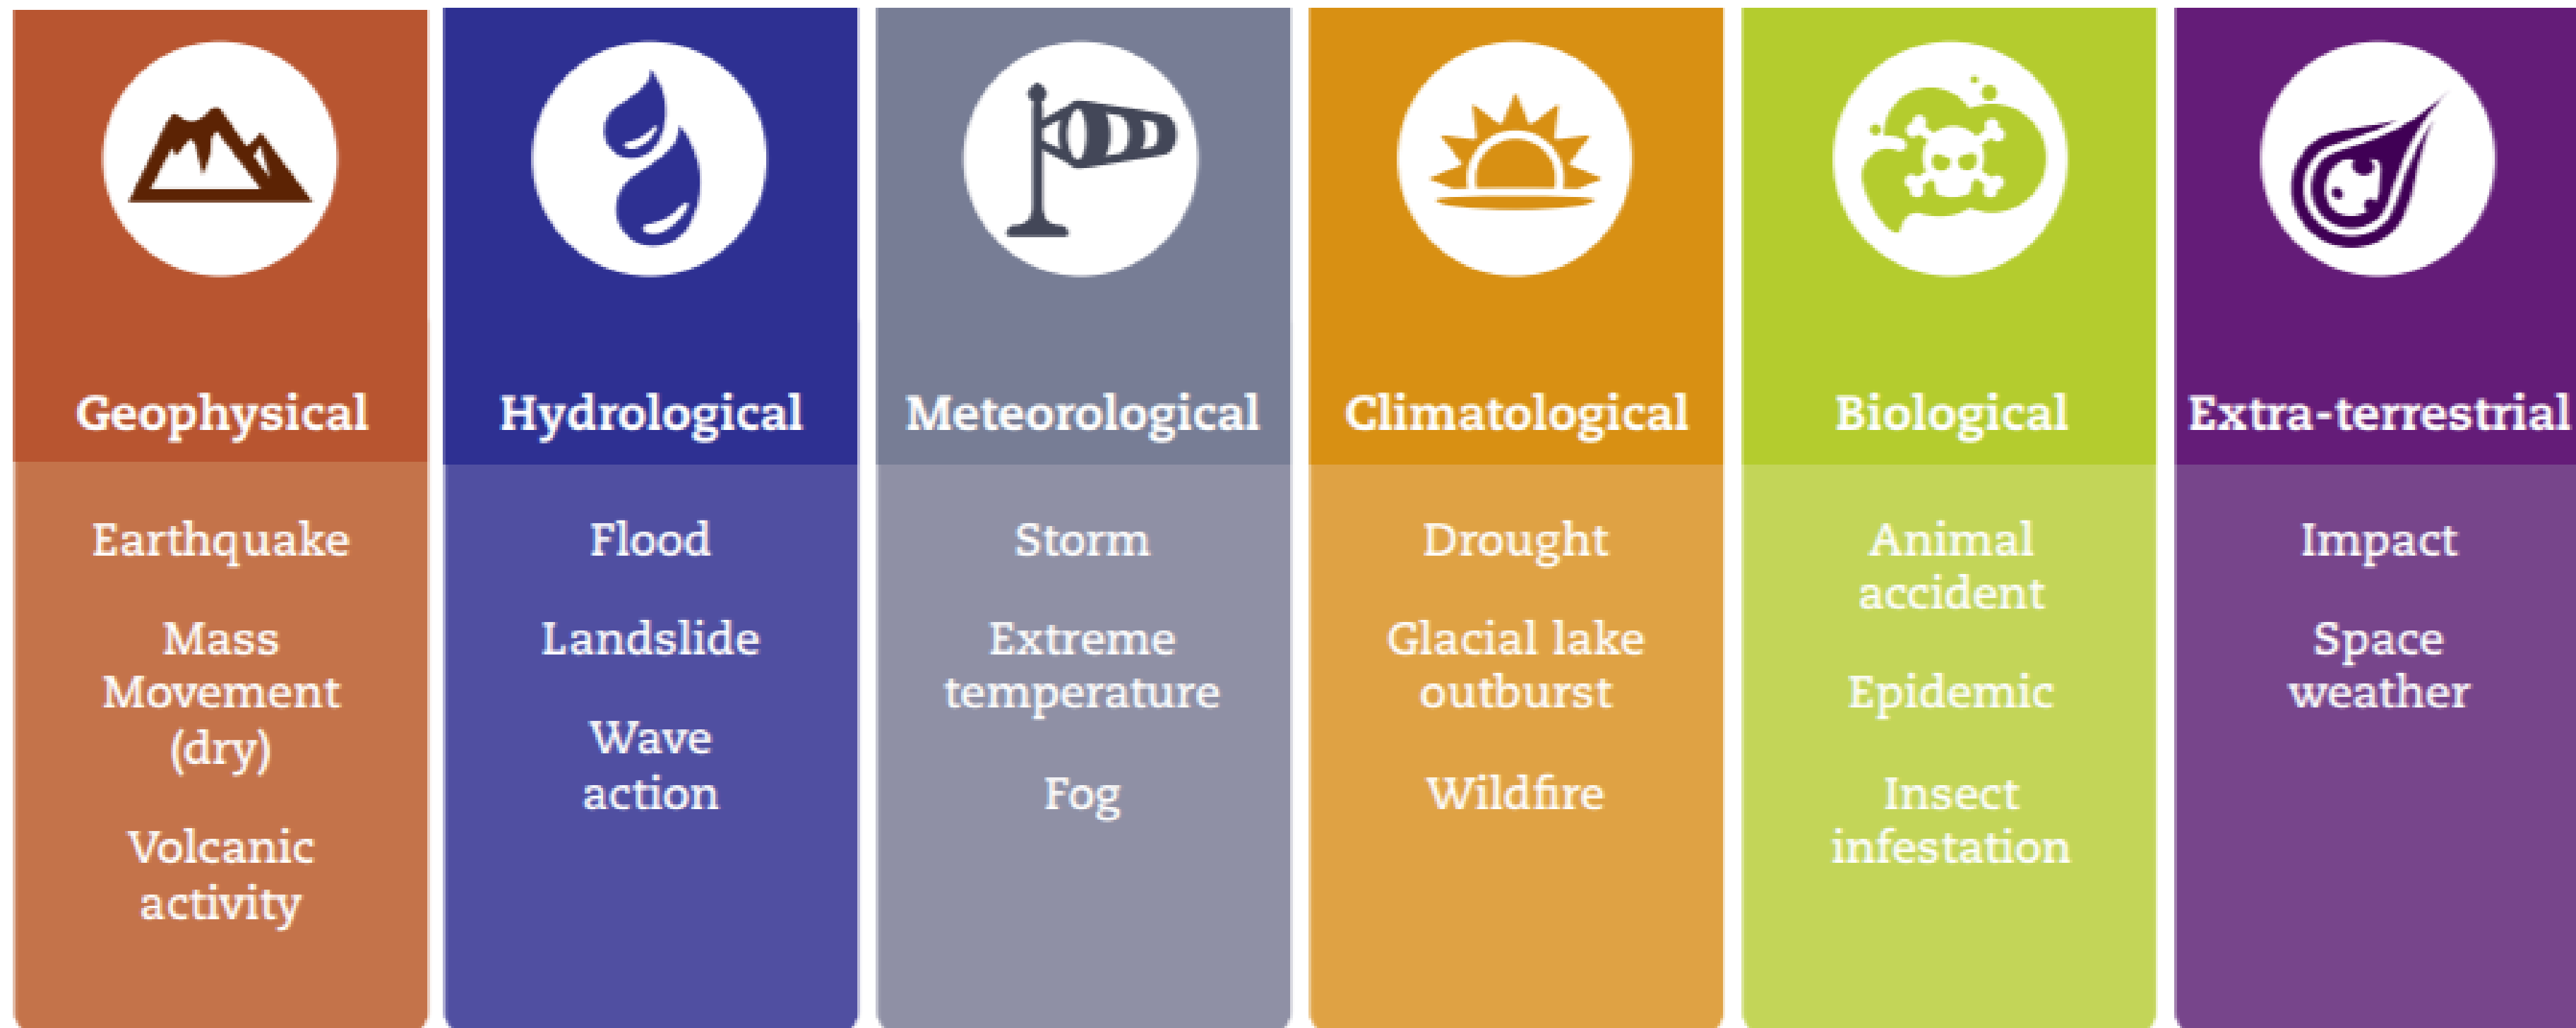 Geophysical
Earthquake
Mass
Movement
(dry)
Volcanic
activity
Hydrological
Flood
Landslide
Wave
action
Meteorological
Storm
Extreme
temperature
Fog
Climatological
Drought
Glacial lake
outburst
Wildfire
Biological
Animal
accident
Epidemic
Insect
infestation
Extra-terrestrial
Impact
Space
weather